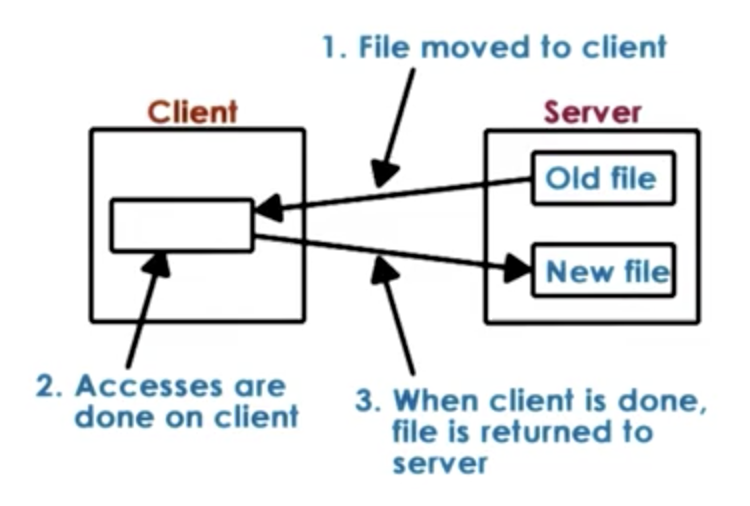 1. File moved to client
Client
Server
Old file
New file
2. Accesses are
done on client
3. When client is done,
file is returned to
server